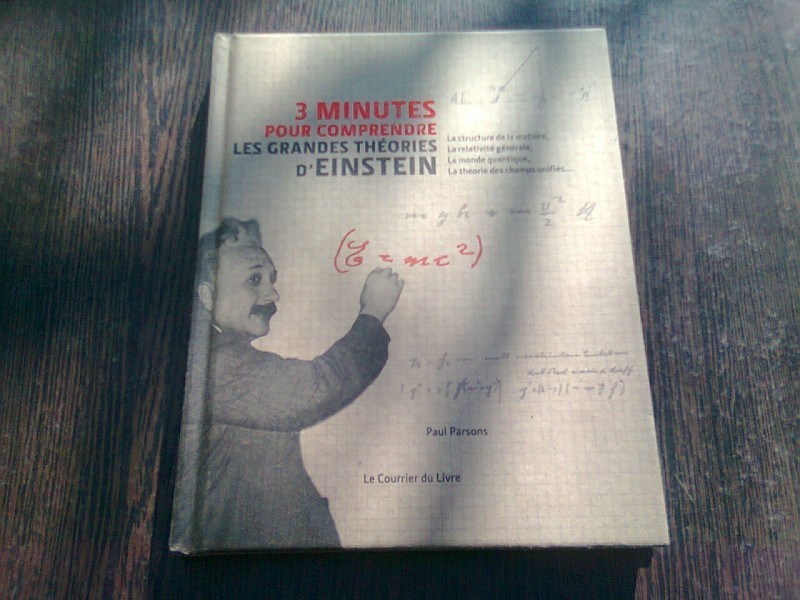 3 MINUTES
POUR COMPRENDRE
LES GRANDES THÉORIES
D'EINSTEIN
La structure de la matière,
La relativité générale,
Le monde quantique,
La théorie des champs unifiés...
m g h +
(E = mc²)
Paul Parsons
Le Courrier du Livre